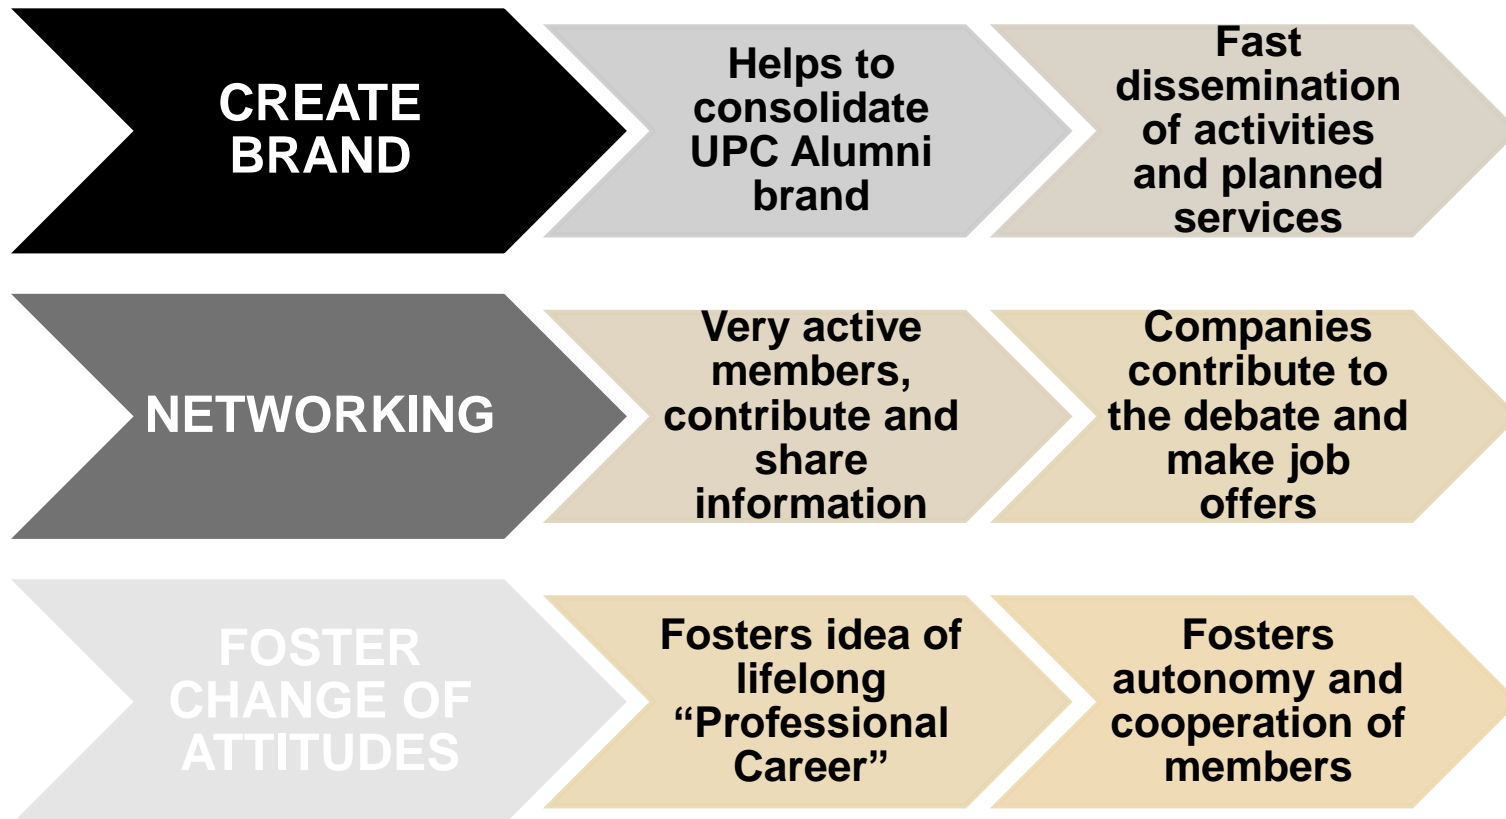 CREATE
BRAND
Helps to
consolidate
UPC Alumni
brand
Fast
dissemination
of activities
and planned
services
NETWORKING
Very active
members,
contribute and
share
information
Companies
contribute to
the debate and
make job
offers
FOSTER
CHANGE OF
ATTITUDES
Fosters idea of
lifelong
“Professional
Career”
Fosters
autonomy and
cooperation of
members